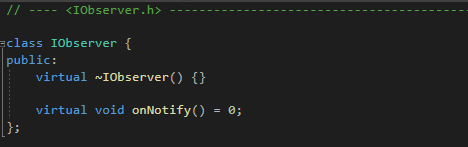 // ---- <IObserver.h> ---------------------------------------
class IObserver {
public:
    virtual ~IObserver() {}
    virtual void onNotify() = 0;
};